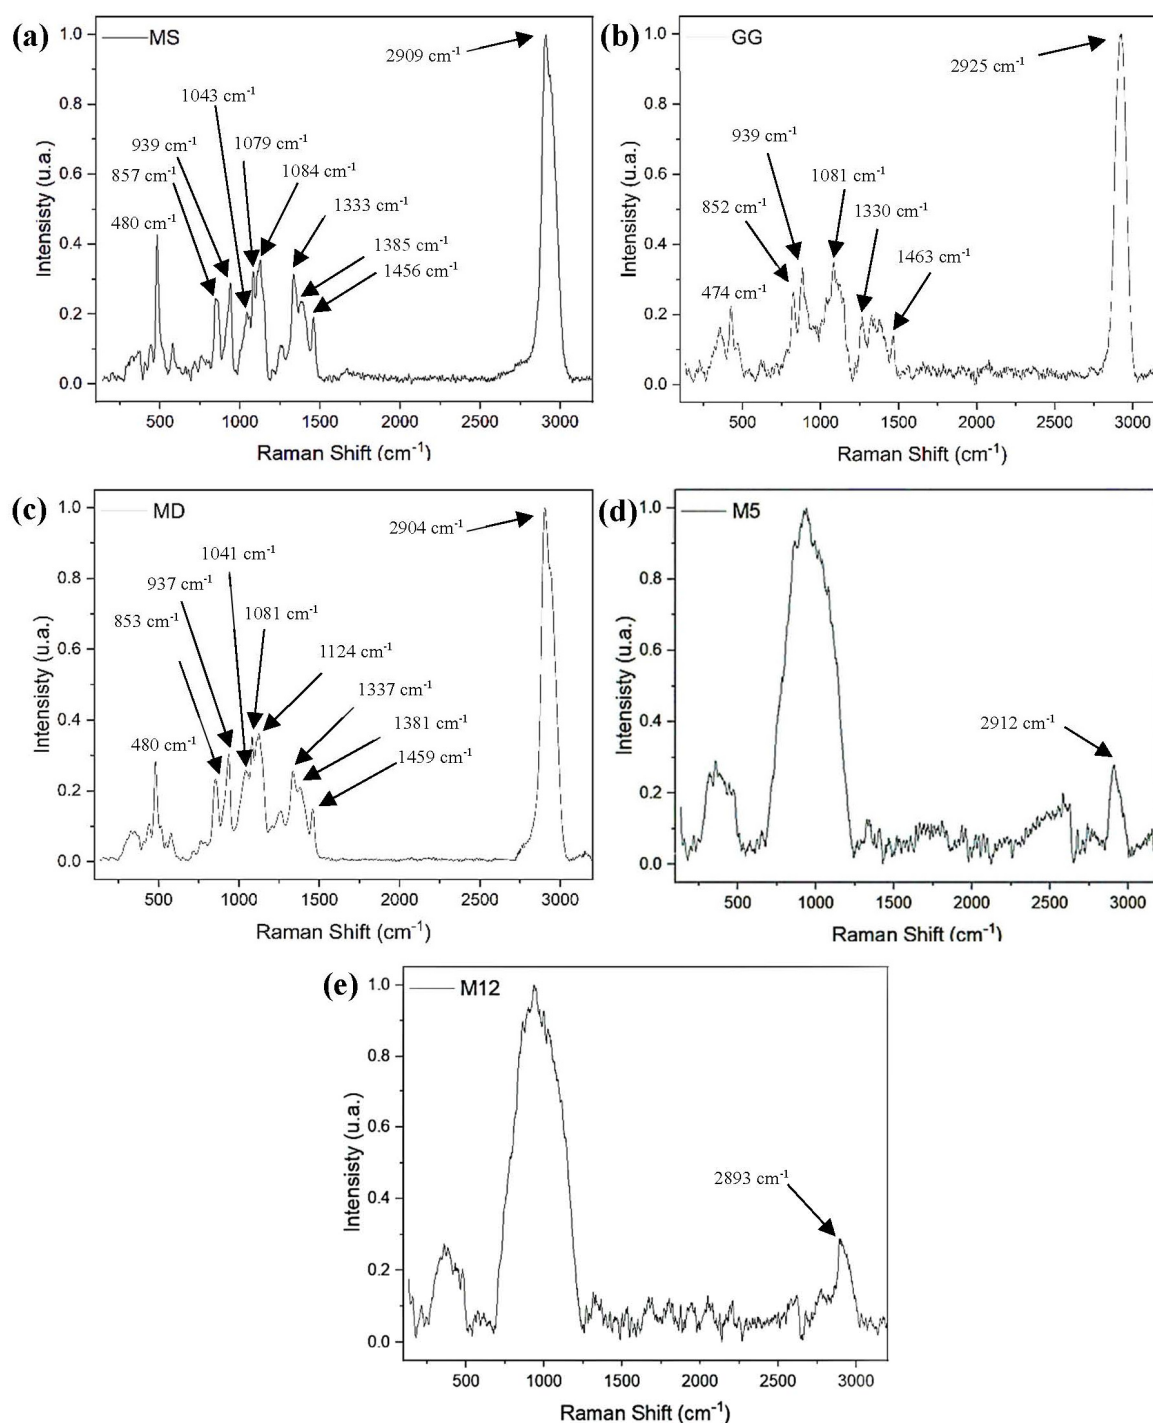 (a)
MS
2909 cm-1
1043 cm-1
939 cm-1
1079 cm-1
857 cm-1
1084 cm-1
480 cm-1
1333 cm-1
1385 cm-1
1456 cm-1
1.0
0.8
0.6
0.4
0.2
0.0
Intensisty (u.a.)
500 1000 1500 2000 2500 3000
Raman Shift (cm-1)
(b)
GG
2925 cm-1
939 cm-1
1081 cm-1
852 cm-1
1330 cm-1
1463 cm-1
474 cm-1
1.0
0.8
0.6
0.4
0.2
0.0
Intensisty (u.a.)
500 1000 1500 2000 2500 3000
Raman Shift (cm-1)
(c)
MD
2904 cm-1
1041 cm-1
937 cm-1
853 cm-1
1081 cm-1
1124 cm-1
1337 cm-1
1381 cm-1
480 cm-1
1459 cm-1
1.0
0.8
0.6
0.4
0.2
0.0
Intensisty (u.a.)
500 1000 1500 2000 2500 3000
Raman Shift (cm-1)
(d)
M5
2912 cm-1
1.0
0.8
0.6
0.4
0.2
0.0
Intensisty (u.a.)
500 1000 1500 2000 2500 3000
Raman Shift (cm-1)
(e)
M12
2893 cm-1
1.0
0.8
0.6
0.4
0.2
0.0
Intensisty (u.a.)
500 1000 1500 2000 2500 3000
Raman Shift (cm-1)